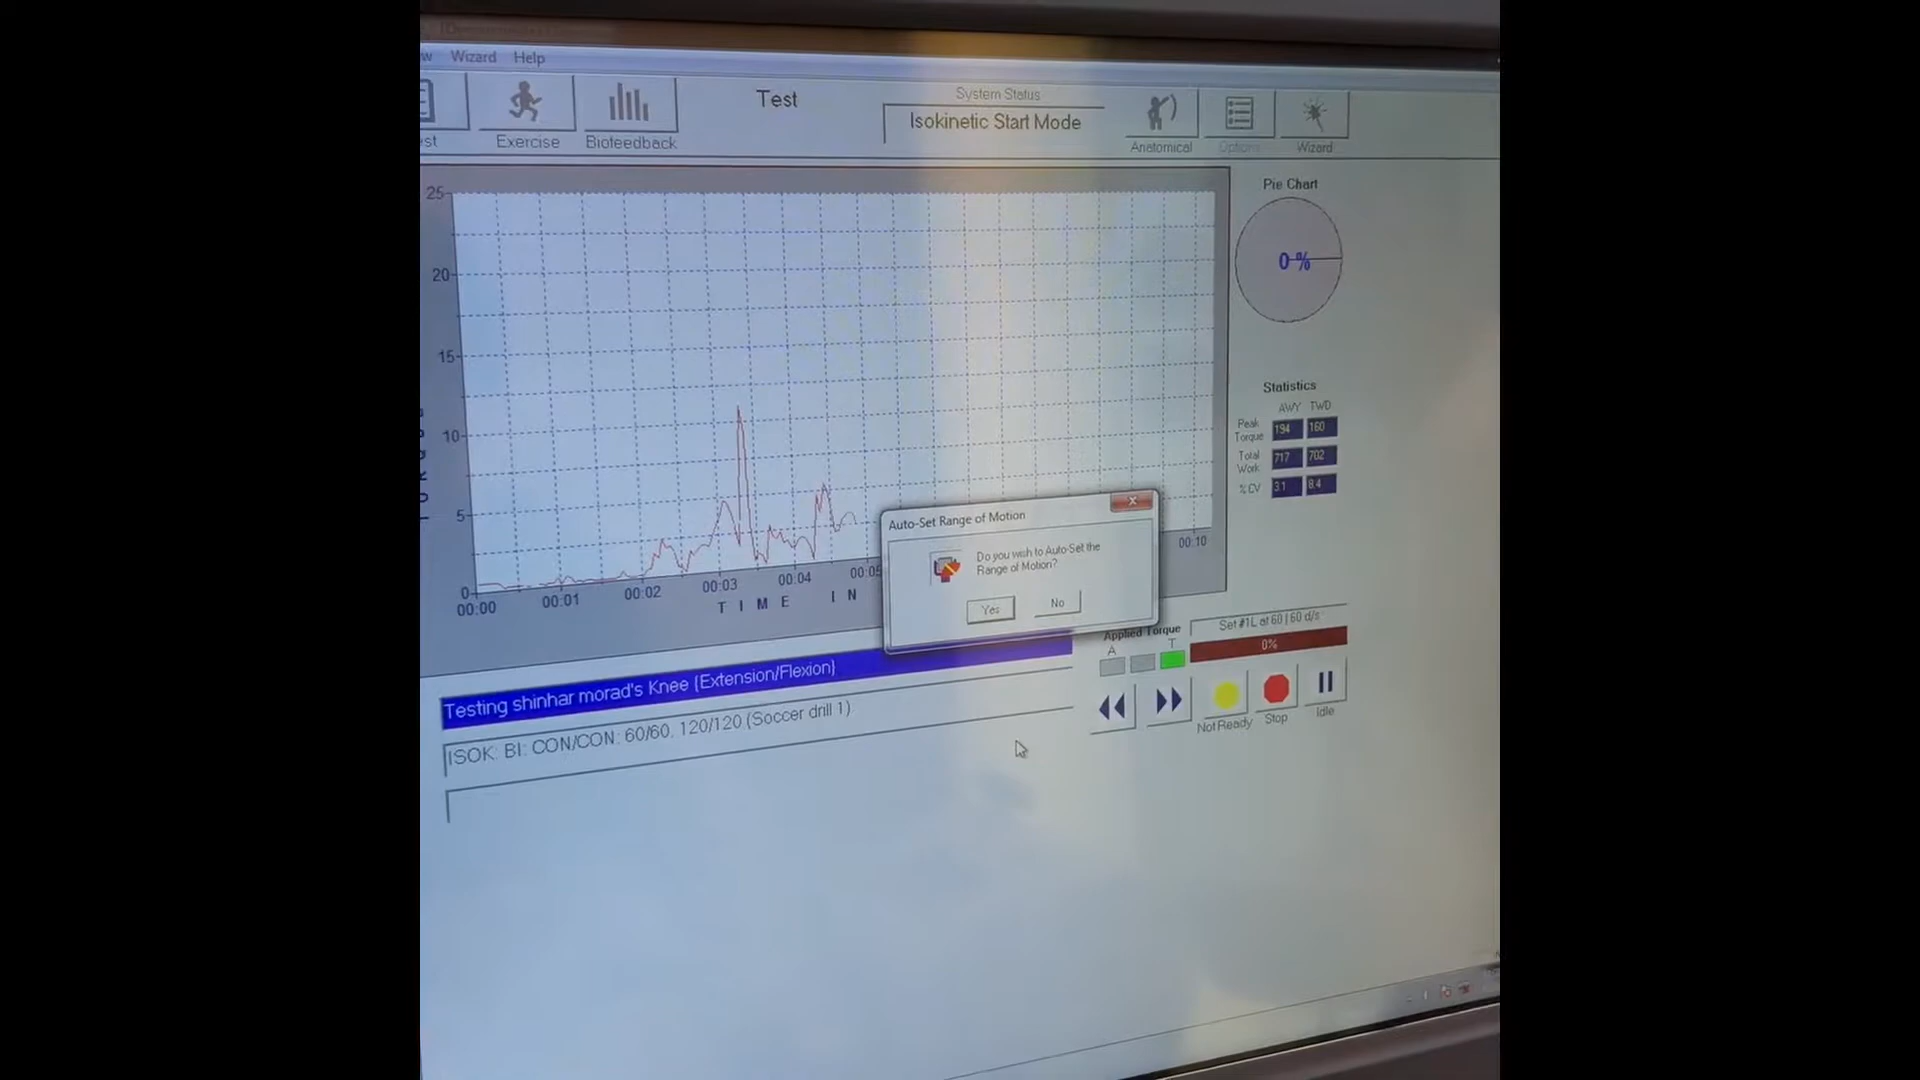 Wizard Help
Test
System Status
Isokinetic Start Mode
Exercise
Biofeedback
Anatomical
Options
Wizard
Pie Chart
0 %
25
20
15
10
5
0
00:00
00:01
00:02
00:03
00:04
00:05
00:10
TIME IN
Statistics
AWY TWD
Peak Torque 194 160
Total Work 717 702
% CV 3.1 8.4
Auto-Set Range of Motion
Do you wish to Auto-Set the
Range of Motion?
Yes
No
Applied Torque
A T
Set #1L at 60 | 60 d/s
0%
Not Ready
Stop
Idle
Testing shinhar morad's Knee (Extension/Flexion)
ISOK: BI: CON/CON: 60/60, 120/120 (Soccer drill 1)